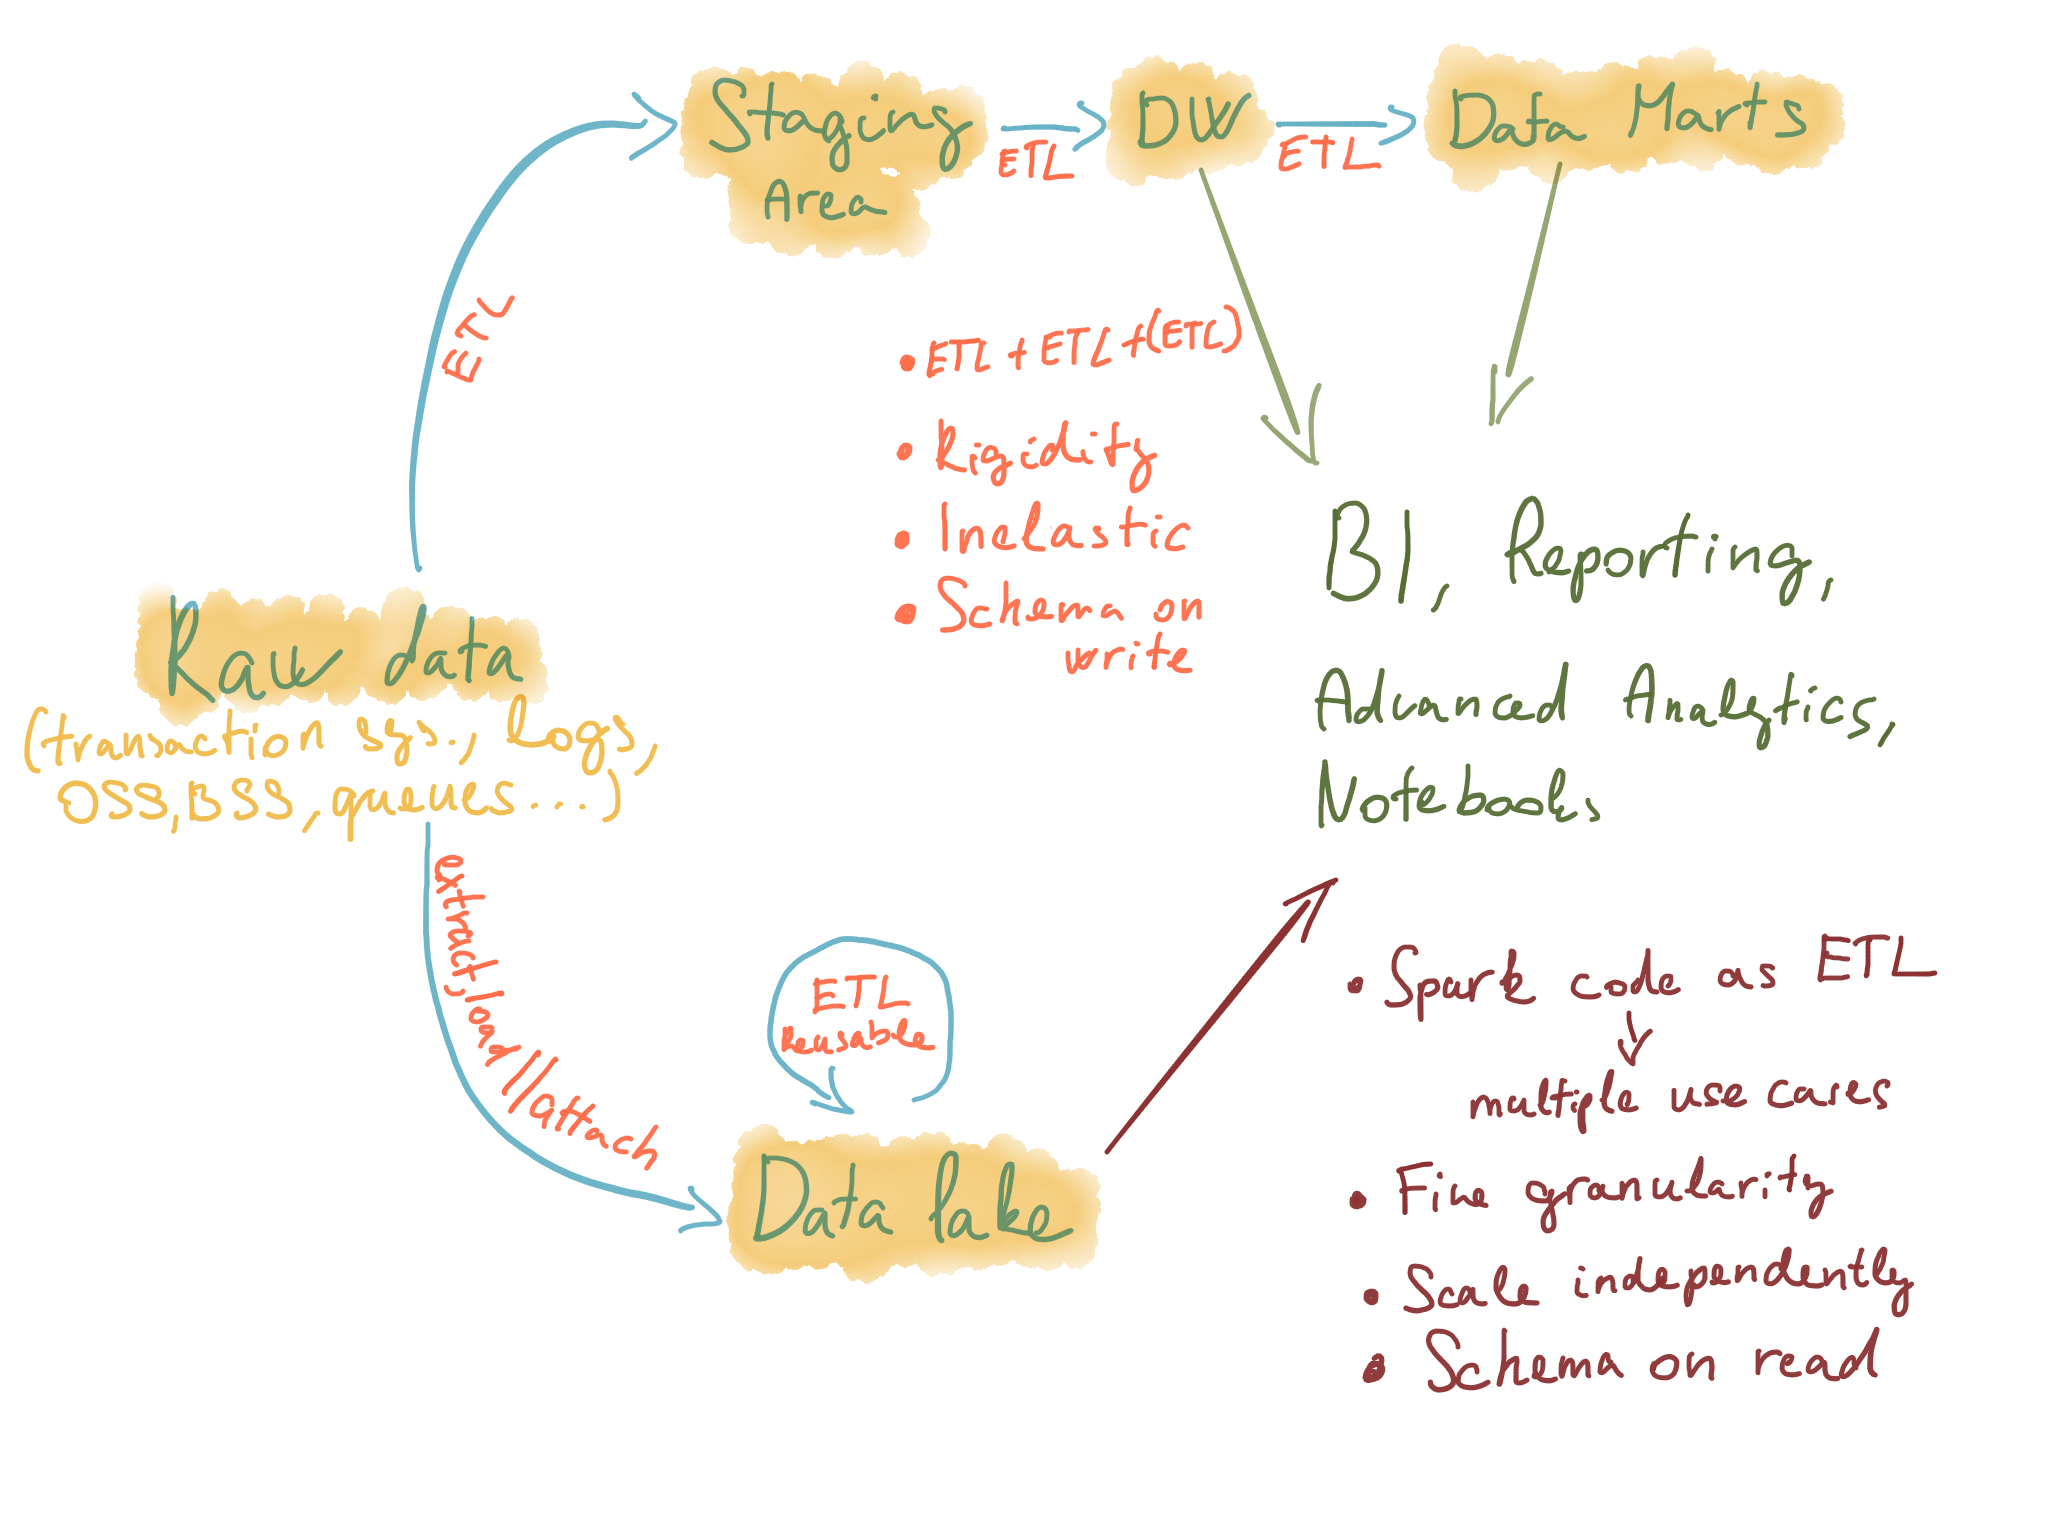 Staging
Area
ETL
DW
ETL
Data Marts
ETL
• ETL + ETL + (ETL)
• Rigidity
• Inelastic
• Schema on
write
BI, Reporting,
Advanced Analytics,
Notebooks
Raw data
(transaction sys., logs,
OSS, BSS, queues...)
extract, load // attach
ETL
Reusable
Data lake
• Spark code as ETL
multiple use cases
• Fine granularity
• Scale independently
• Schema on read